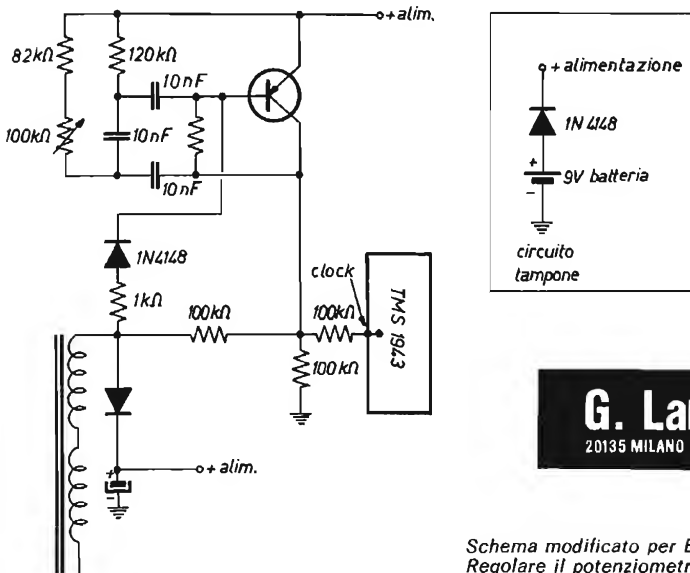 + alim.
82kΩ
120kΩ
10nF
100kΩ
10nF
10nF
1N4148
1kΩ
100kΩ
clock
100kΩ
TMS 1943
100kΩ
+ alim.
+
-
+ alimentazione
1N 4148
+
9V batteria
-
circuito
tampone
G. La
20135 MILANO
Schema modificato per
Regolare il potenziometr